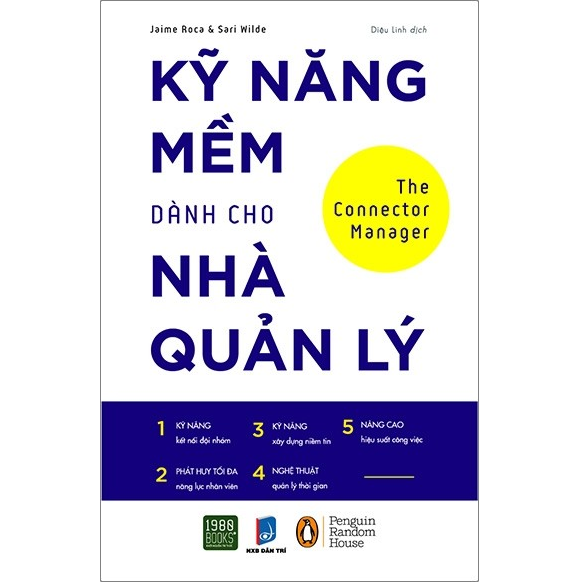 Jaime Roca & Sari Wilde
Diệu Linh dịch
KỸ NĂNG
MỀM
DÀNH CHO
NHÀ
QUẢN LÝ
The
Connector
Manager
1 KỸ NĂNG
kết nối đội nhóm
2 PHÁT HUY TỐI ĐA
năng lực nhân viên
3 KỸ NĂNG
xây dựng niềm tin
4 NGHỆ THUẬT
quản lý thời gian
5 NÂNG CAO
hiệu suất công việc
1980
BOOKS
NXB DÂN TRÍ
Penguin
Random
House